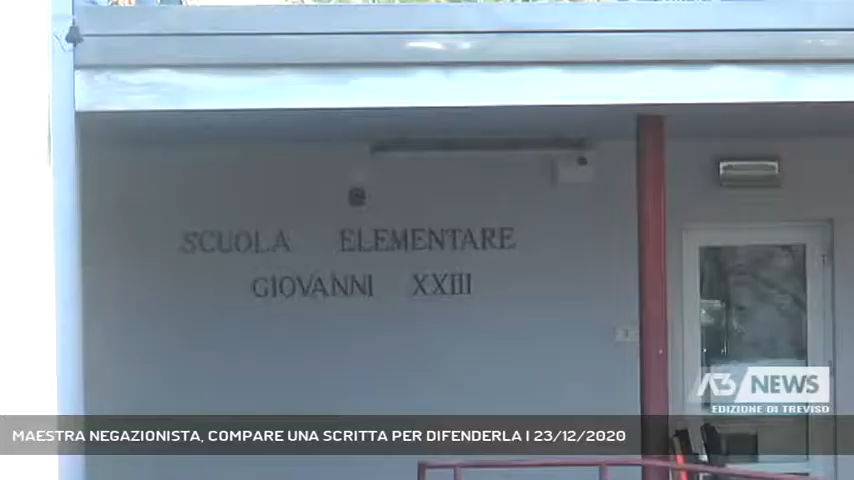 SCUOLA ELEMENTARE
GIOVANNI XXIII
A3 NEWS
EDIZIONE DI TREVISO
MAESTRA NEGAZIONISTA, COMPARE UNA SCRITTA PER DIFENDERLA | 23/12/2020